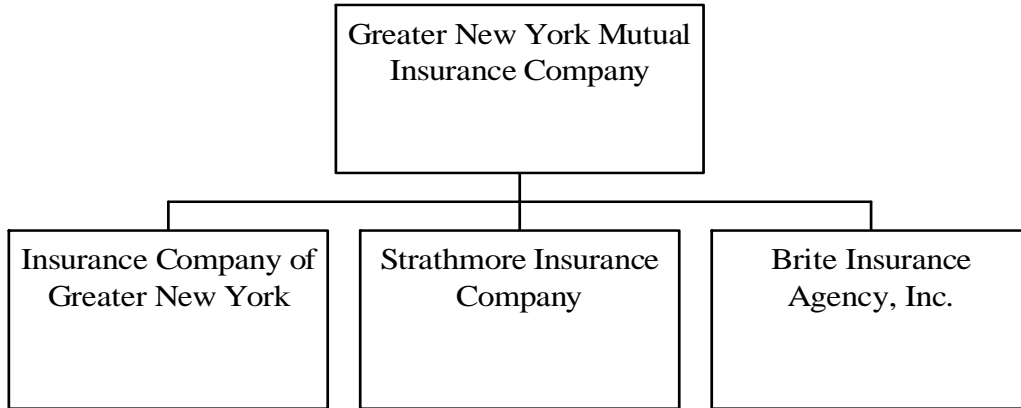 Greater New York Mutual
Insurance Company
Insurance Company of
Greater New York
Strathmore Insurance
Company
Brite Insurance
Agency, Inc.